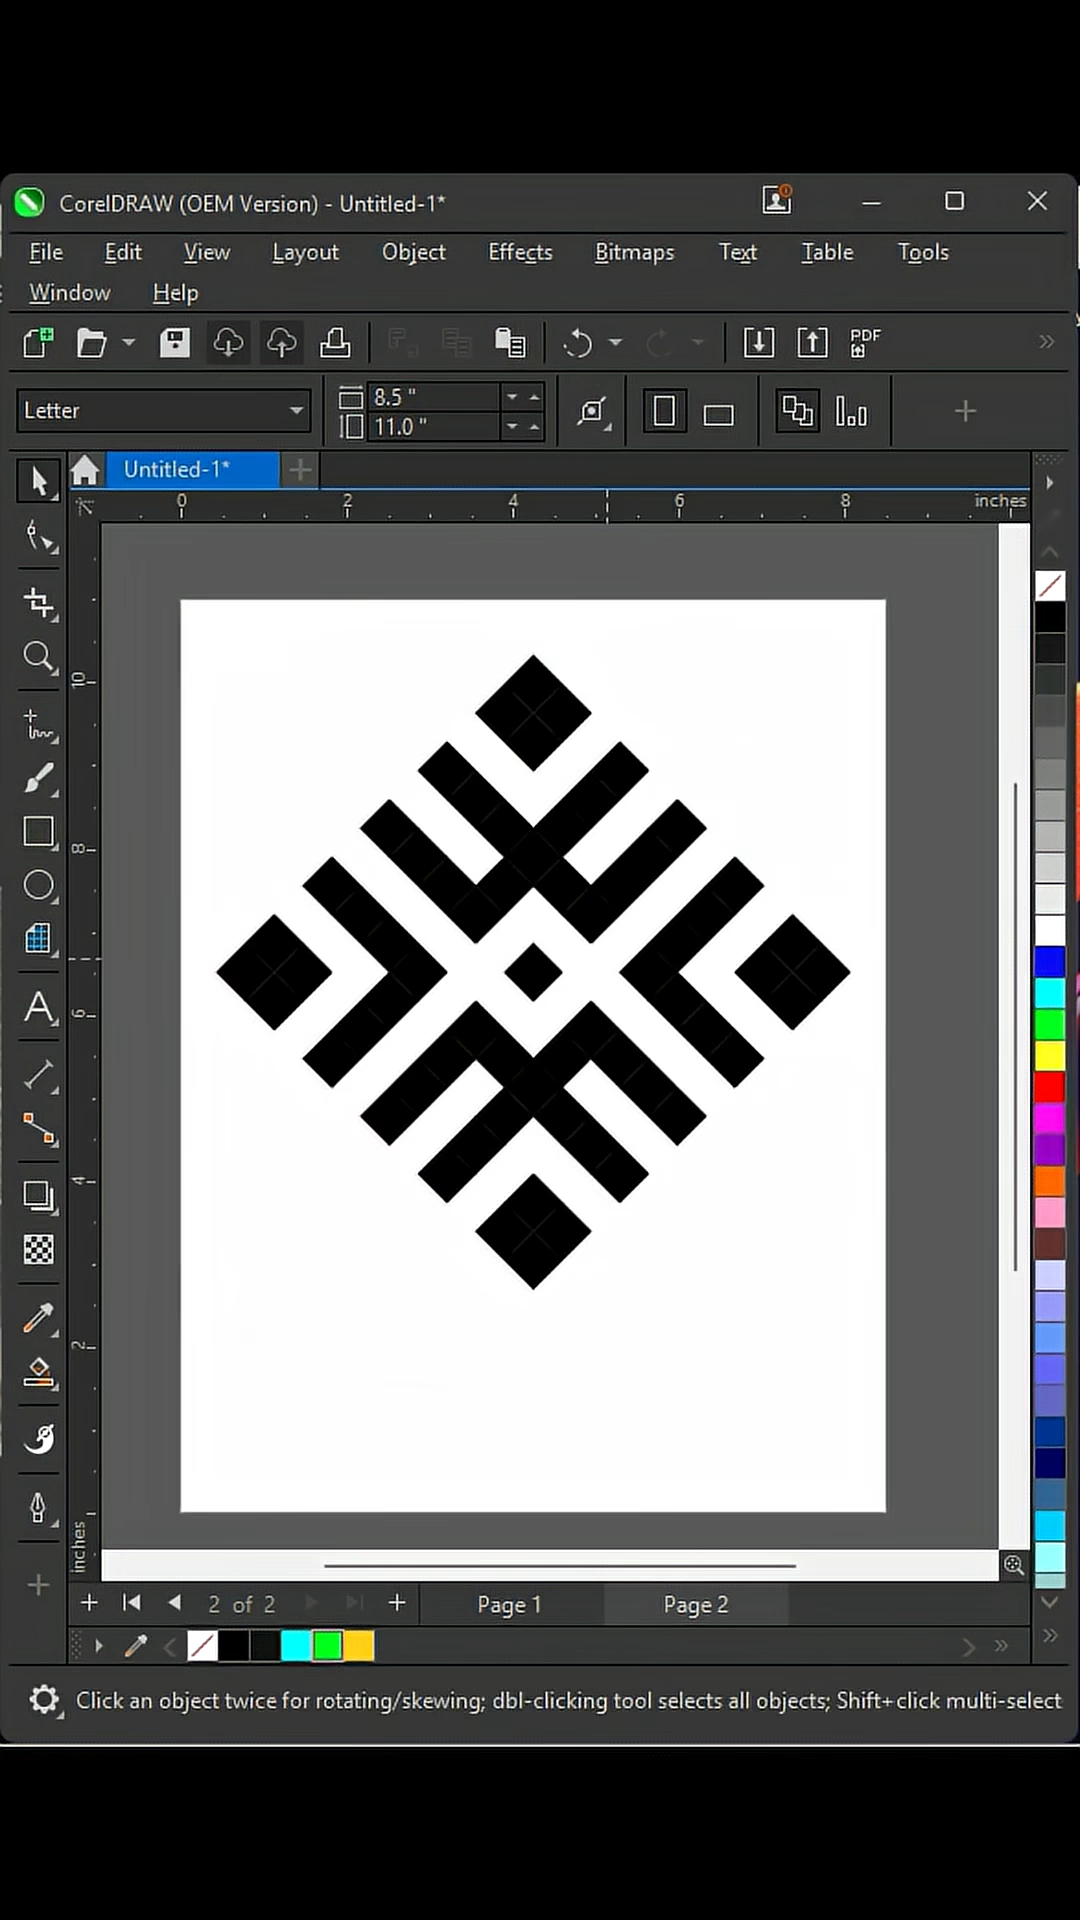 CorelDRAW (OEM Version) - Untitled-1*
File Edit View Layout Object Effects Bitmaps Text Table Tools
Window Help
PDF
Letter
8.5 "
11.0 "
Untitled-1*
0 2 4 6 8 inches
10
8
6
4
2
inches
2 of 2 Page 1 Page 2
Click an object twice for rotating/skewing; dbl-clicking tool selects all objects; Shift+click multi-select